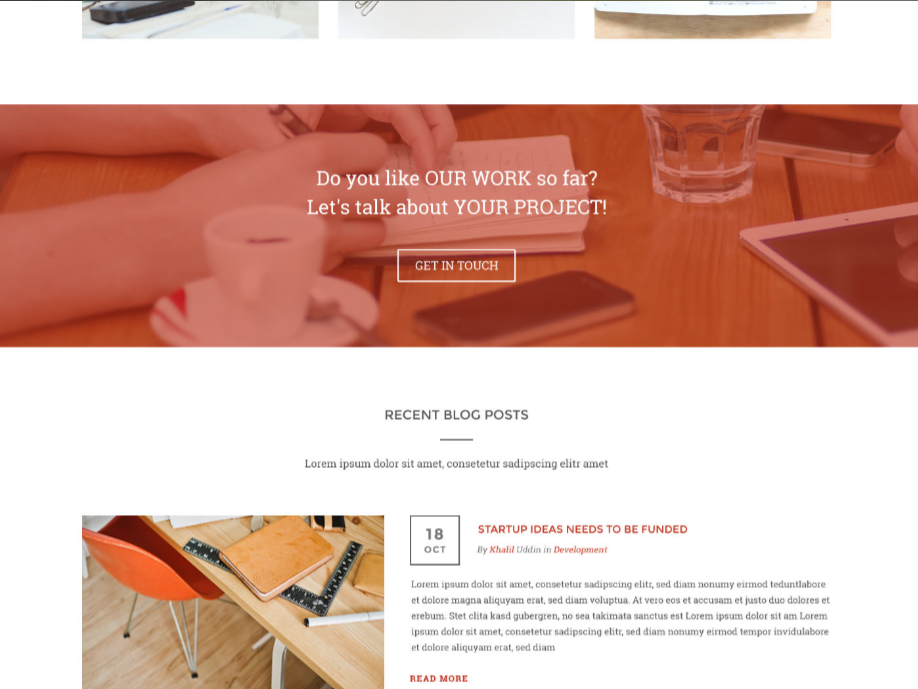 Do you like OUR WORK so far?
Let's talk about YOUR PROJECT!
GET IN TOUCH
RECENT BLOG POSTS
Lorem ipsum dolor sit amet, consetetur sadipscing elitr amet
18
OCT
STARTUP IDEAS NEEDS TO BE FUNDED
By Khalil Uddin in Development
Lorem ipsum dolor sit amet, consetetur sadipscing elitr, sed diam nonumy eirmod teduntlabore
et dolore magna aliquyam erat, sed diam voluptua. At vero eos et accusam et justo duo dolores et
erebum. Stet clita kasd gubergren, no sea takimata sanctus est Lorem ipsum dolor sit am Lorem
ipsum dolor sit amet, consetetur sadipscing elitr, sed diam nonumy eirmod tempor invidulabore
et dolore aliquyam erat, sed diam
READ MORE